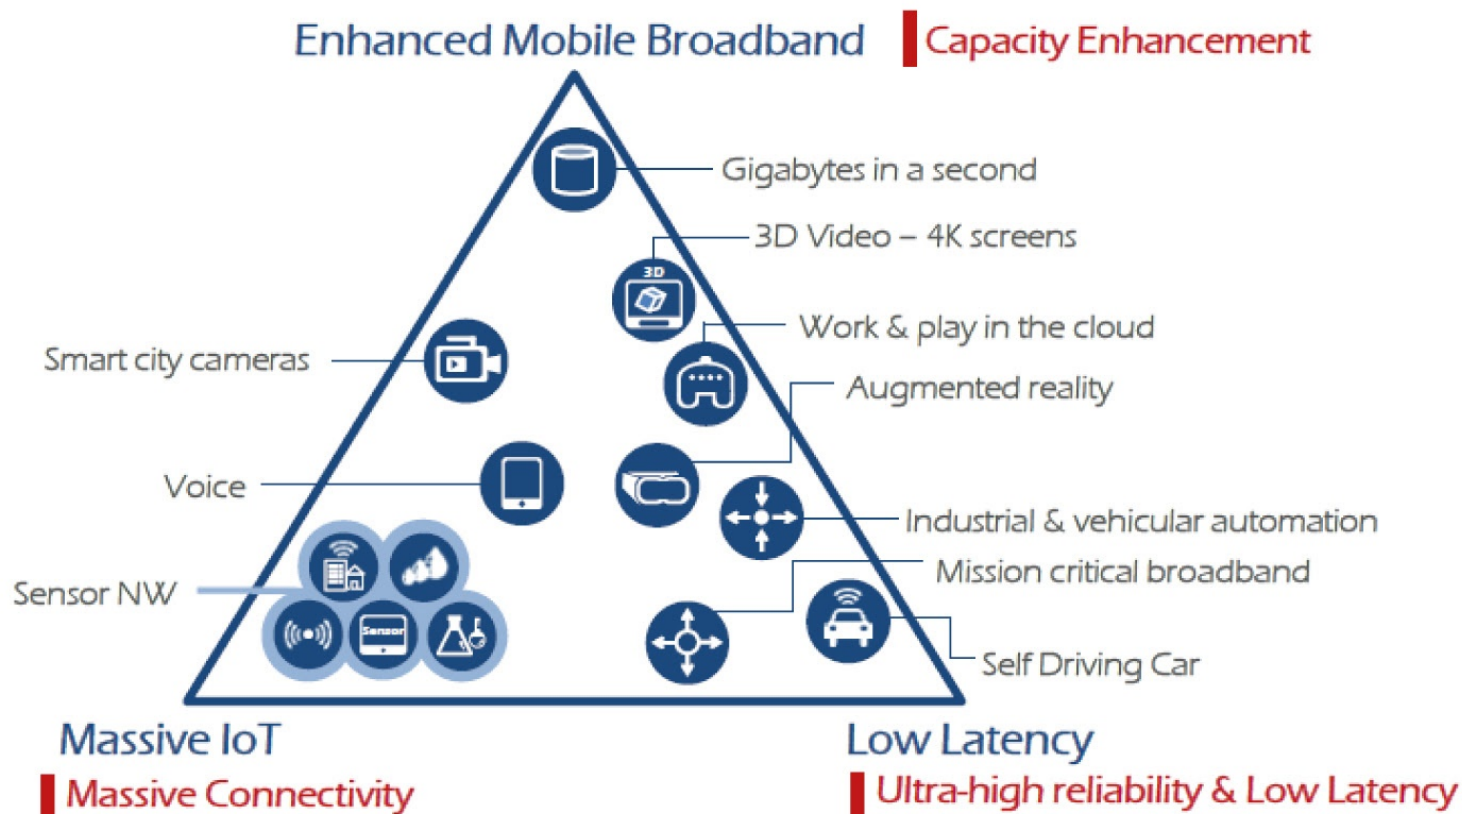 Enhanced Mobile Broadband
Capacity Enhancement
Gigabytes in a second
3D Video – 4K screens
3D
Work & play in the cloud
Smart city cameras
Augmented reality
Voice
Industrial & vehicular automation
Mission critical broadband
Sensor NW
Sensor
Self Driving Car
Massive IoT
Low Latency
Massive Connectivity
Ultra-high reliability & Low Latency